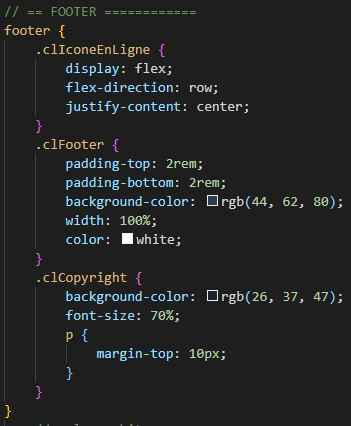 // == FOOTER ============
footer {
.clIconeEnLigne {
display: flex;
flex-direction: row;
justify-content: center;
}
.clFooter {
padding-top: 2rem;
padding-bottom: 2rem;
background-color: rgb(44, 62, 80);
width: 100%;
color: white;
}
.clCopyright {
background-color: rgb(26, 37, 47);
font-size: 70%;
p {
margin-top: 10px;
}
}
}